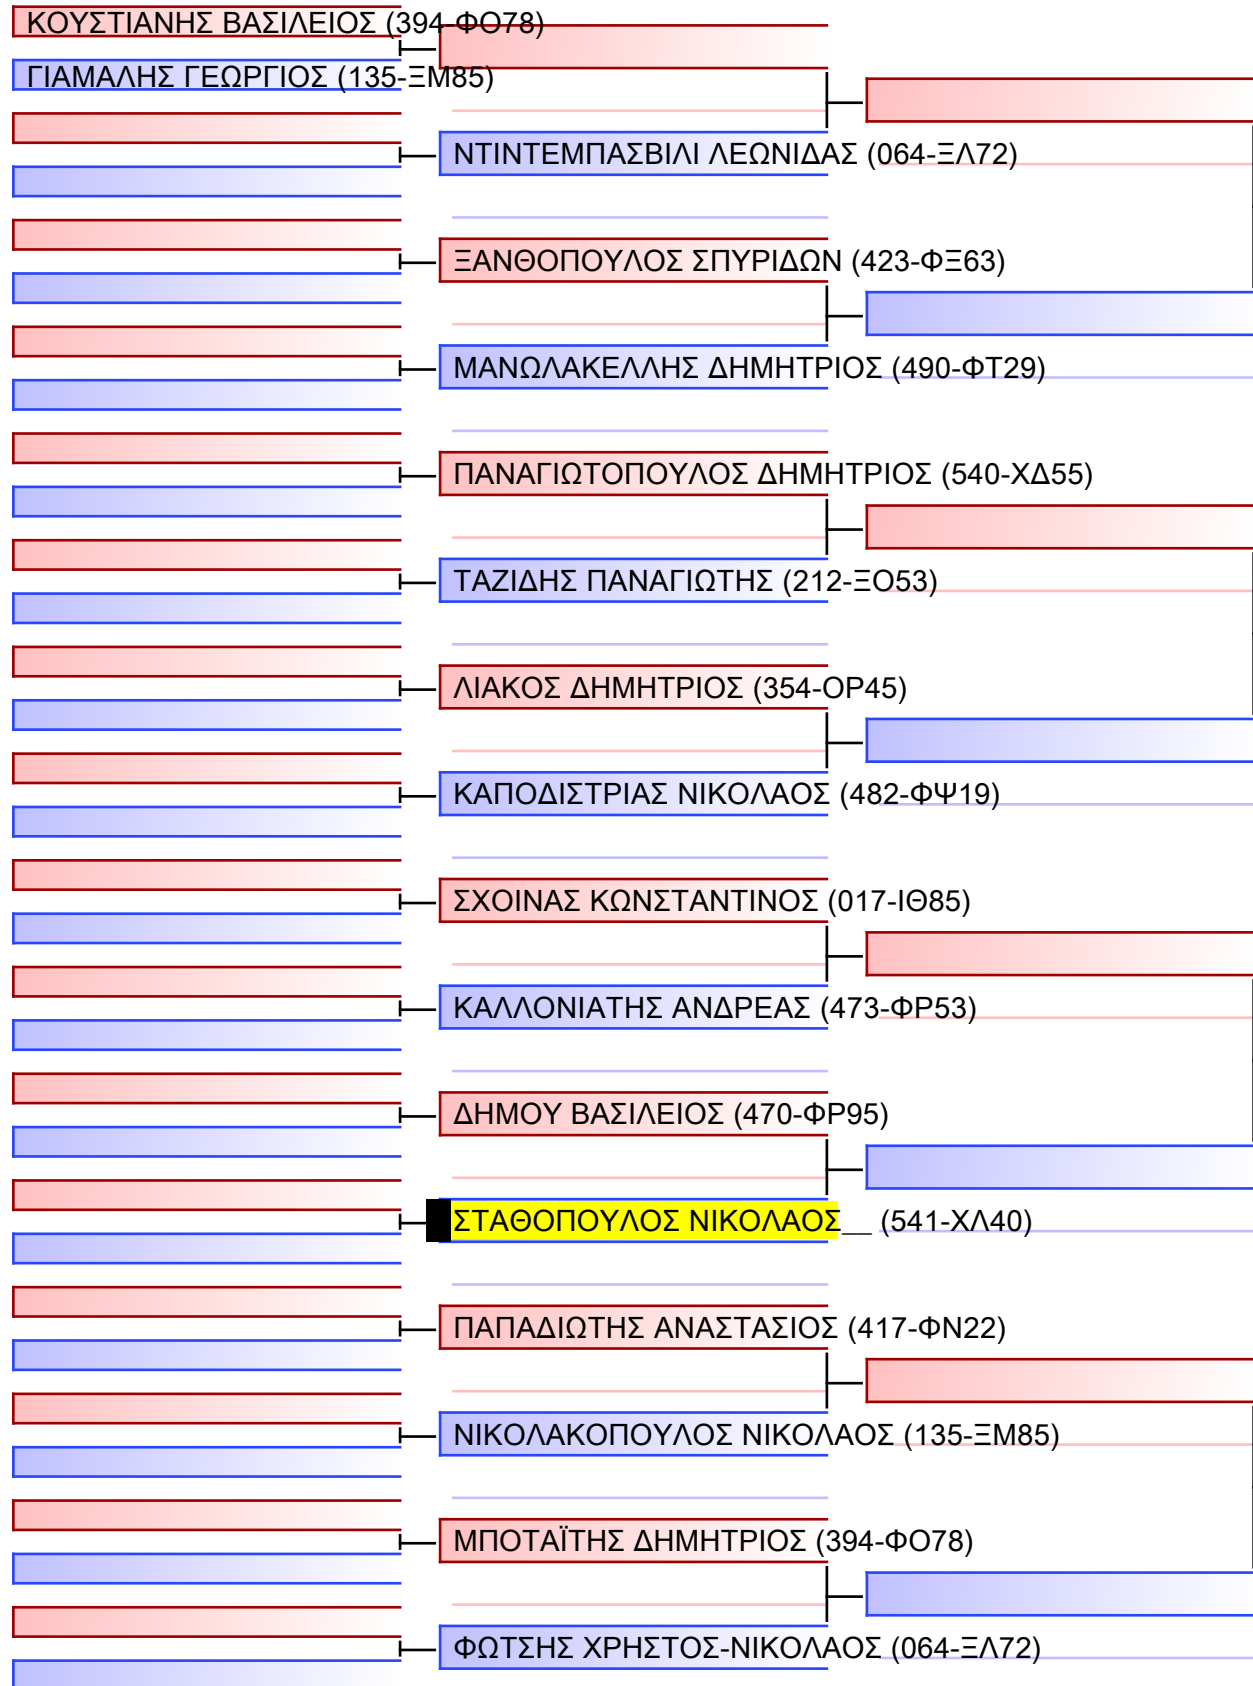 ΚΟΥΣΤΙΑΝΗΣ ΒΑΣΙΛΕΙΟΣ (394-ΦΟ78)
ΓΙΑΜΑΛΗΣ ΓΕΩΡΓΙΟΣ (135-ΞΜ85)
ΝΤΙΝΤΕΜΠΑΣΒΙΛΙ ΛΕΩΝΙΔΑΣ (064-ΞΛ72)
ΞΑΝΘΟΠΟΥΛΟΣ ΣΠΥΡΙΔΩΝ (423-ΦΞ63)
ΜΑΝΩΛΑΚΕΛΛΗΣ ΔΗΜΗΤΡΙΟΣ (490-ΦΤ29)
ΠΑΝΑΓΙΩΤΟΠΟΥΛΟΣ ΔΗΜΗΤΡΙΟΣ (540-ΧΔ55)
ΤΑΖΙΔΗΣ ΠΑΝΑΓΙΩΤΗΣ (212-ΞΟ53)
ΛΙΑΚΟΣ ΔΗΜΗΤΡΙΟΣ (354-ΟΡ45)
ΚΑΠΟΔΙΣΤΡΙΑΣ ΝΙΚΟΛΑΟΣ (482-ΦΨ19)
ΣΧΟΙΝΑΣ ΚΩΝΣΤΑΝΤΙΝΟΣ (017-ΙΘ85)
ΚΑΛΛΟΝΙΑΤΗΣ ΑΝΔΡΕΑΣ (473-ΦΡ53)
ΔΗΜΟΥ ΒΑΣΙΛΕΙΟΣ (470-ΦΡ95)
ΣΤΑΘΟΠΟΥΛΟΣ ΝΙΚΟΛΑΟΣ__ (541-ΧΛ40)
ΠΑΠΑΔΙΩΤΗΣ ΑΝΑΣΤΑΣΙΟΣ (417-ΦΝ22)
ΝΙΚΟΛΑΚΟΠΟΥΛΟΣ ΝΙΚΟΛΑΟΣ (135-ΞΜ85)
ΜΠΟΤΑΪΤΗΣ ΔΗΜΗΤΡΙΟΣ (394-ΦΟ78)
ΦΩΤΣΗΣ ΧΡΗΣΤΟΣ-ΝΙΚΟΛΑΟΣ (064-ΞΛ72)